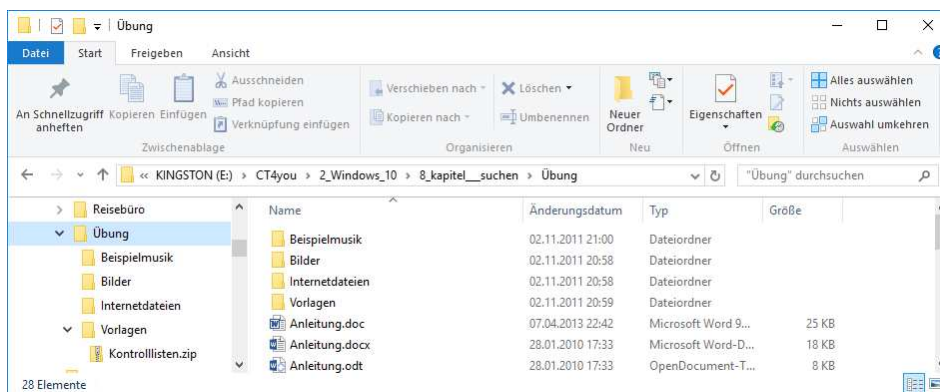 Übung
Datei Start Freigeben Ansicht
An Schnellzugriff anheften
Kopieren
Einfügen
Ausschneiden
Pfad kopieren
Verknüpfung einfügen
Zwischenablage
Verschieben nach
Kopieren nach
Löschen
Umbenennen
Organisieren
Neuer Ordner
Neu
Eigenschaften
Öffnen
Alles auswählen
Nichts auswählen
Auswahl umkehren
Auswählen
« KINGSTON (E:) > CT4you > 2_Windows_10 > 8_kapitel__suchen > Übung
"Übung" durchsuchen
Reisebüro
Übung
Beispielmusik
Bilder
Internetdateien
Vorlagen
Kontrolllisten.zip
Name Änderungsdatum Typ Größe
Beispielmusik 02.11.2011 21:00 Dateiordner
Bilder 02.11.2011 20:58 Dateiordner
Internetdateien 02.11.2011 20:58 Dateiordner
Vorlagen 02.11.2011 20:59 Dateiordner
Anleitung.doc 07.04.2013 22:42 Microsoft Word 9... 25 KB
Anleitung.docx 28.01.2010 17:33 Microsoft Word-D... 18 KB
Anleitung.odt 28.01.2010 17:33 OpenDocument-T... 8 KB
28 Elemente